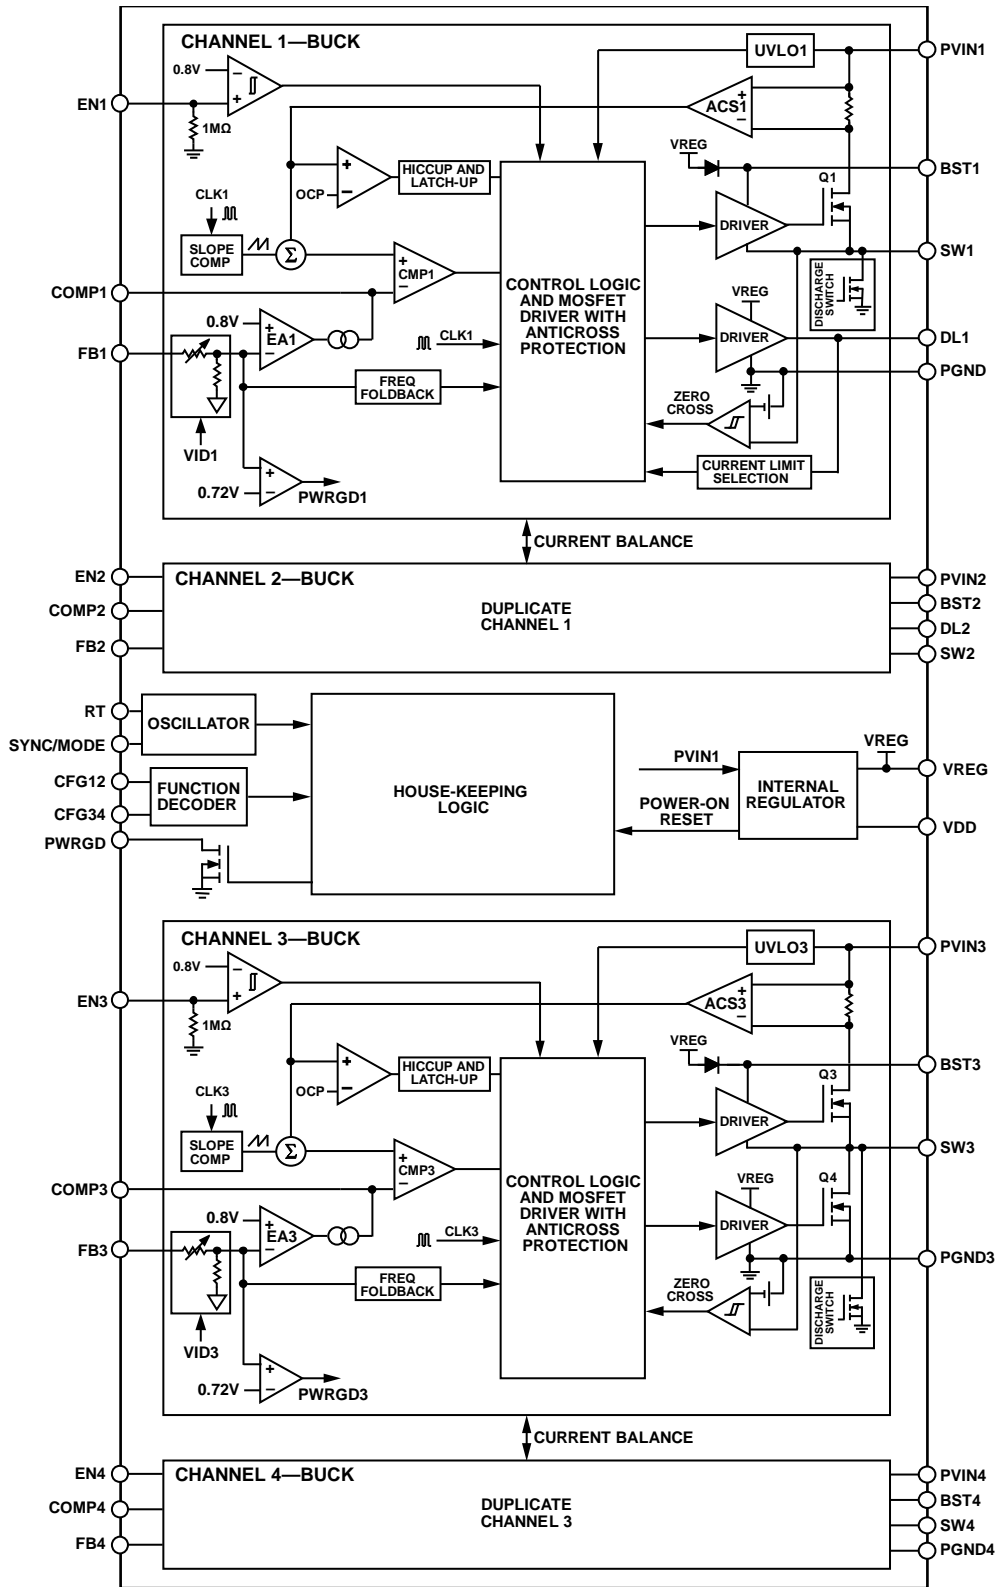 CHANNEL 1—BUCK
UVLO1
PVIN1
0.8V
EN1
1MΩ
ACS1
VREG
BST1
HICCUP AND
LATCH-UP
OCP
Q1
CLK1
SLOPE
COMP
Σ
DRIVER
SW1
CMP1
CONTROL LOGIC
AND MOSFET
DRIVER WITH
ANTICROSS
PROTECTION
DISCHARGE
SWITCH
COMP1
0.8V
EA1
CLK1
VREG
DRIVER
DL1
FB1
FREQ
FOLDBACK
PGND
ZERO
CROSS
VID1
CURRENT LIMIT
SELECTION
0.72V
PWRGD1
CURRENT BALANCE
EN2
CHANNEL 2—BUCK
PVIN2
COMP2
DUPLICATE
CHANNEL 1
BST2
DL2
FB2
SW2
RT
OSCILLATOR
SYNC/MODE
CFG12
FUNCTION
DECODER
CFG34
PWRGD
HOUSE-KEEPING
LOGIC
PVIN1
POWER-ON
RESET
INTERNAL
REGULATOR
VREG
VREG
VDD
CHANNEL 3—BUCK
UVLO3
PVIN3
0.8V
EN3
1MΩ
ACS3
VREG
BST3
HICCUP AND
LATCH-UP
OCP
Q3
CLK3
SLOPE
COMP
Σ
DRIVER
SW3
CMP3
CONTROL LOGIC
AND MOSFET
DRIVER WITH
ANTICROSS
PROTECTION
COMP3
0.8V
EA3
CLK3
VREG
Q4
DRIVER
FB3
PGND3
FREQ
FOLDBACK
ZERO
CROSS
DISCHARGE
SWITCH
VID3
0.72V
PWRGD3
CURRENT BALANCE
EN4
CHANNEL 4—BUCK
PVIN4
COMP4
DUPLICATE
CHANNEL 3
BST4
SW4
FB4
PGND4